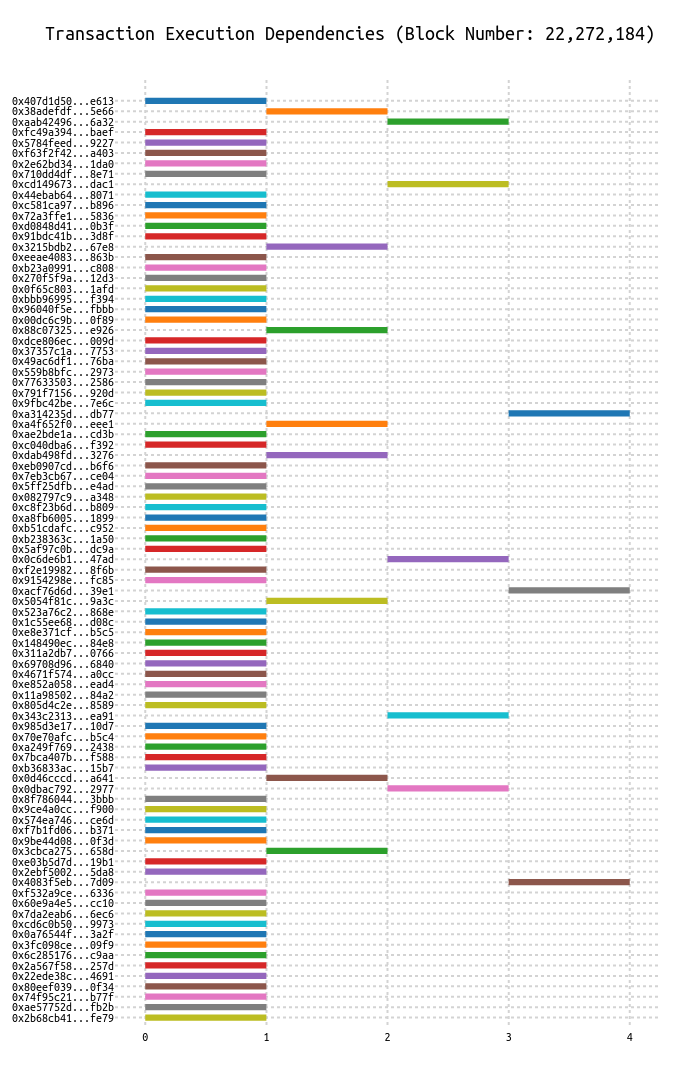 Transaction Execution Dependencies (Block Number: 22,272,184)
0x407d1d50...e613
0x38adefdf...5e66
0xaab42496...6a32
0xfc49a394...baef
0x5784feed...9227
0xf63f2f42...a403
0x2e62bd34...1da0
0x710dd4df...8e71
0xcd149673...dac1
0x44ebab64...8071
0xc581ca97...b896
0x72a3ffe1...5836
0xd0848d41...0b3f
0x91bdc41b...3d8f
0x3215bdb2...67e8
0xeeae4083...863b
0xb23a0991...c808
0x270f5f9a...12d3
0x0f65c803...1afd
0xbbb96995...f394
0x96040f5e...fbbb
0x00dc6c9b...0f89
0x88c07325...e926
0xdce806ec...009d
0x37357c1a...7753
0x49ac6df1...76ba
0x559b8bfc...2973
0x77633503...2586
0x791f7156...920d
0x9fbc42be...7e6c
0xa314235d...db77
0xa4f652f0...eee1
0xae2bde1a...cd3b
0xc040dba6...f392
0xdab498fd...3276
0xeb0907cd...b6f6
0x7eb3cb67...ce04
0x5ff25dfb...e4ad
0x082797c9...a348
0xc8f23b6d...b809
0xa8fb6005...1899
0xb51cdafc...c952
0xb238363c...1a50
0x5af97c0b...dc9a
0x0c6de6b1...47ad
0xf2e19982...8f6b
0x9154298e...fc85
0xacf76d6d...39e1
0x5054f81c...9a3c
0x523a76c2...868e
0x1c55ee68...d08c
0xe8e371cf...b5c5
0x148490ec...84e8
0x311a2db7...0766
0x69708d96...6840
0x4671f574...a0cc
0xe852a058...ead4
0x11a98502...84a2
0x805d4c2e...8589
0x343c2313...ea91
0x985d3e17...10d7
0x70e70afc...b5c4
0xa249f769...2438
0x7bca407b...f588
0xb36833ac...15b7
0x0d46cccd...a641
0x0dbac792...2977
0x8f786044...3bbb
0x9ce4a0cc...f900
0x574ea746...ce6d
0xf7b1fd06...b371
0x9be44d08...0f3d
0x3cbca275...658d
0xe03b5d7d...19b1
0x2ebf5002...5da8
0x4083f5eb...7d09
0xf532a9ce...6336
0x60e9a4e5...cc10
0x7da2eab6...6ec6
0xcd6c0b50...9973
0x0a76544f...3a2f
0x3fc098ce...09f9
0x6c285176...c9aa
0x2a567f58...257d
0x22ede38c...4691
0x80eef039...0f34
0x74f95c21...b77f
0xae57752d...fb2b
0x2b68cb41...fe79
0 1 2 3 4